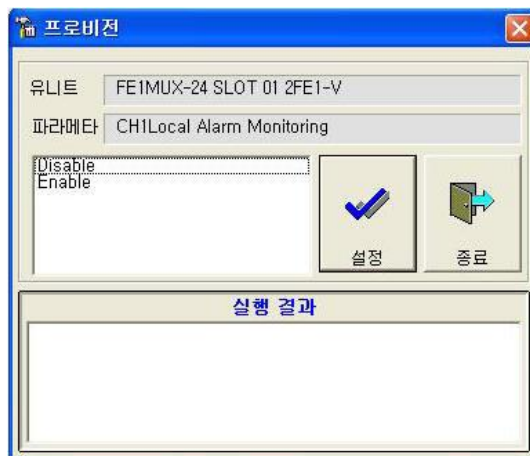 프로비전
유니트 FE1MUX-24 SLOT 01 2FE1-V
파라메타 CH1Local Alarm Monitoring
Disable
Enable
설정
종료
실행 결과